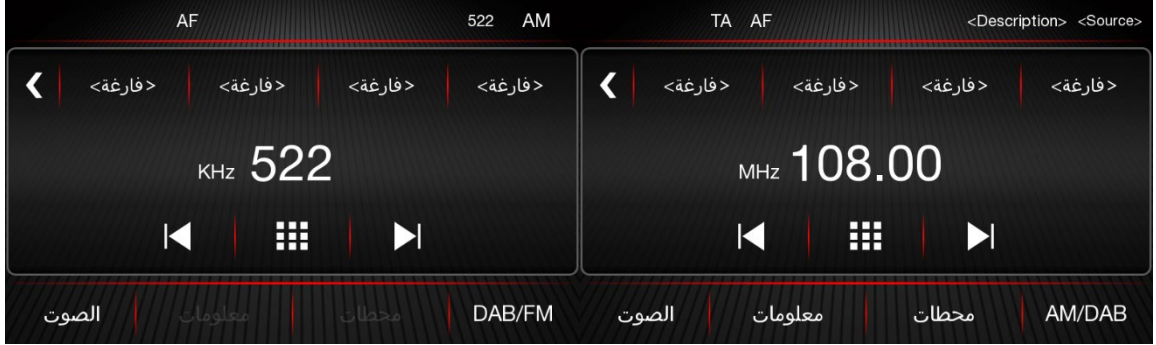 AF 522 AM
<فارغة> <فارغة> <فارغة> <فارغة>
KHz 522
الصوت معلومات محطات DAB/FM
TA AF <Description> <Source>
<فارغة> <فارغة> <فارغة> <فارغة>
MHz 108.00
الصوت معلومات محطات AM/DAB